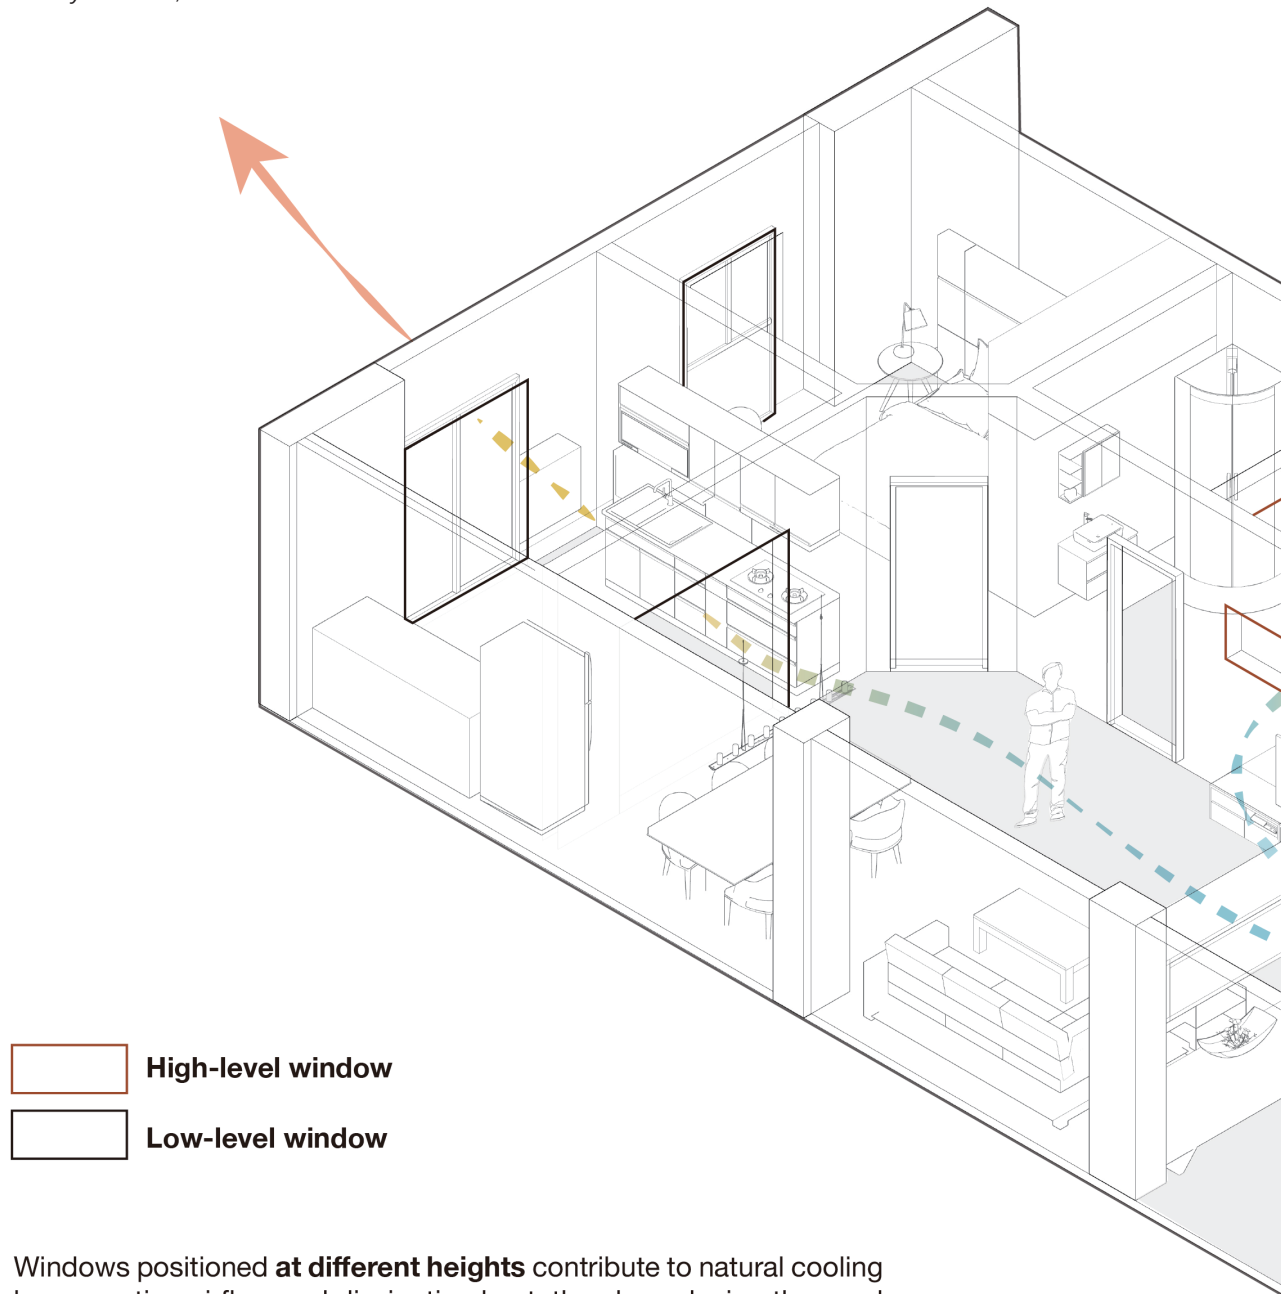 High-level window
Low-level window
Windows positioned at different heights contribute to natural cooling